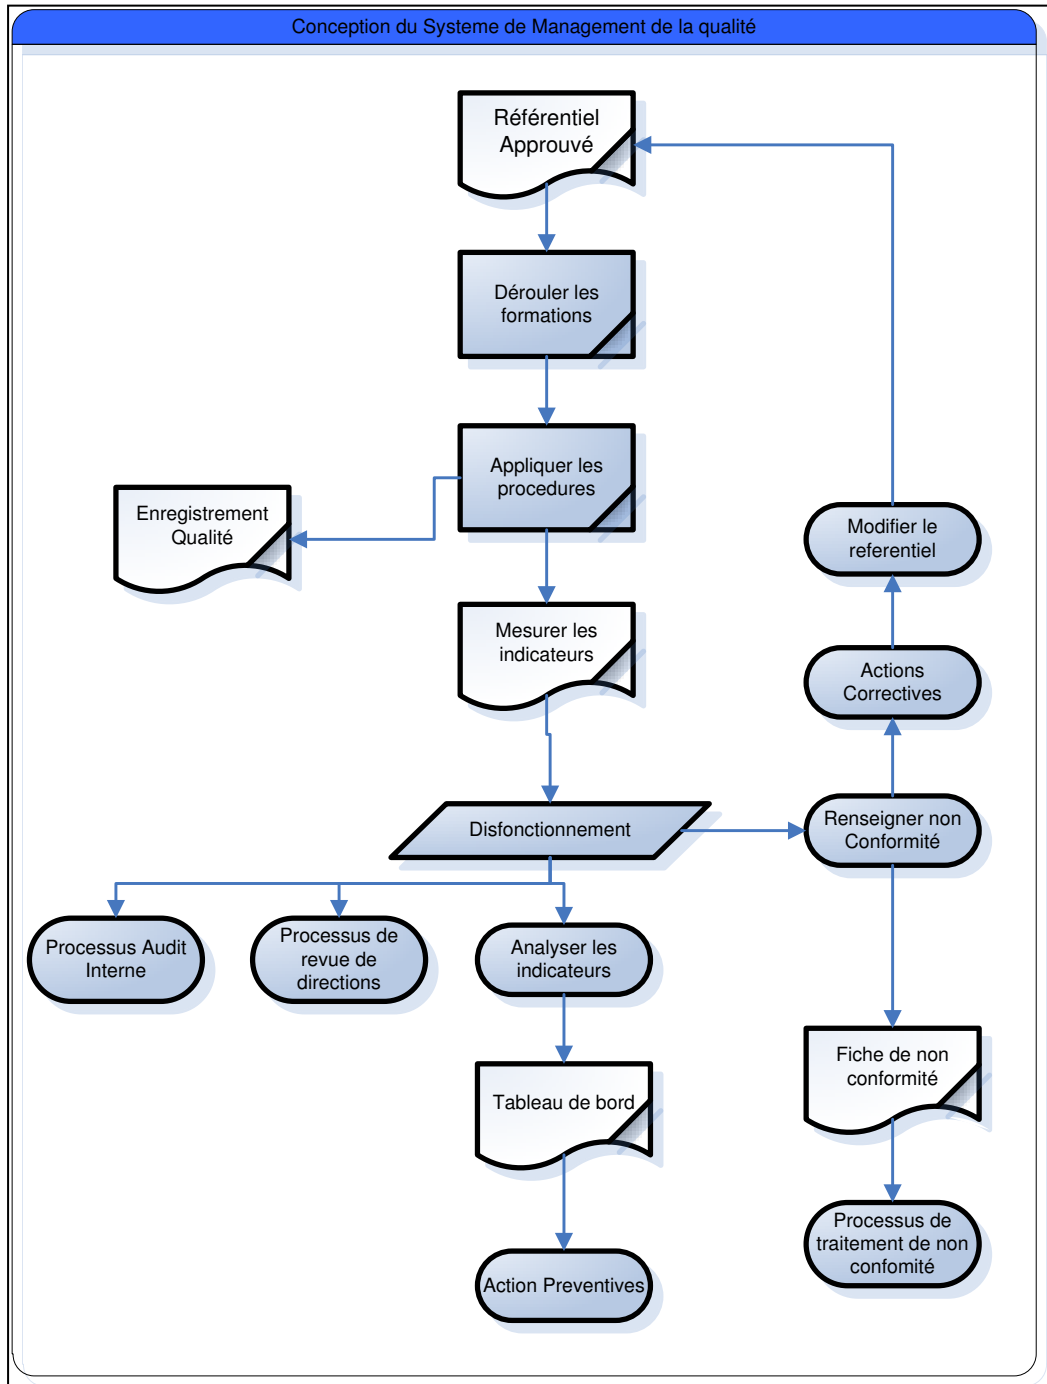 Conception du Systeme de Management de la qualité
Référentiel
Approuvé
Dérouler les
formations
Appliquer les
procedures
Enregistrement
Qualité
Modifier le
referentiel
Mesurer les
indicateurs
Actions
Correctives
Disfonctionnement
Renseigner non
Conformité
Processus Audit
Interne
Processus de
revue de
directions
Analyser les
indicateurs
Fiche de non
conformité
Tableau de bord
Processus de
traitement de non
confomité
Action Preventives